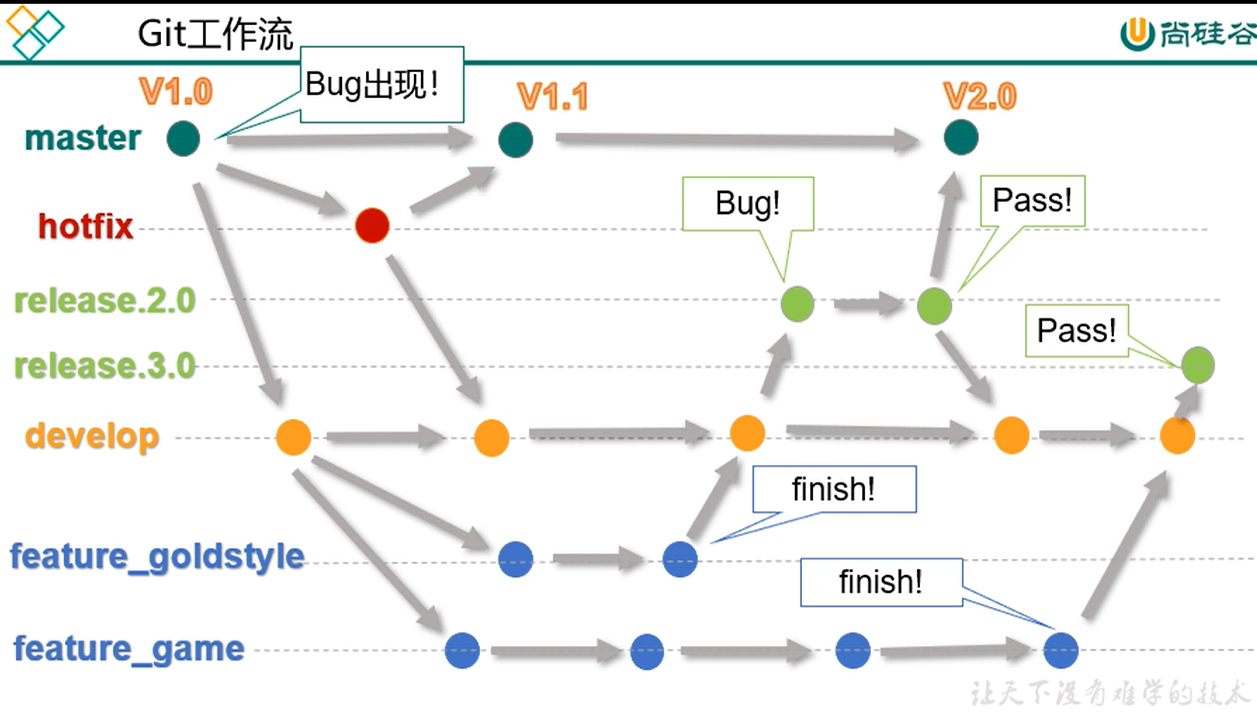 Git工作流
尚硅谷
Bug出现！
V1.0
V1.1
V2.0
master
Bug!
Pass!
hotfix
release.2.0
Pass!
release.3.0
develop
finish!
feature_goldstyle
finish!
feature_game
让天下没有难学的技术